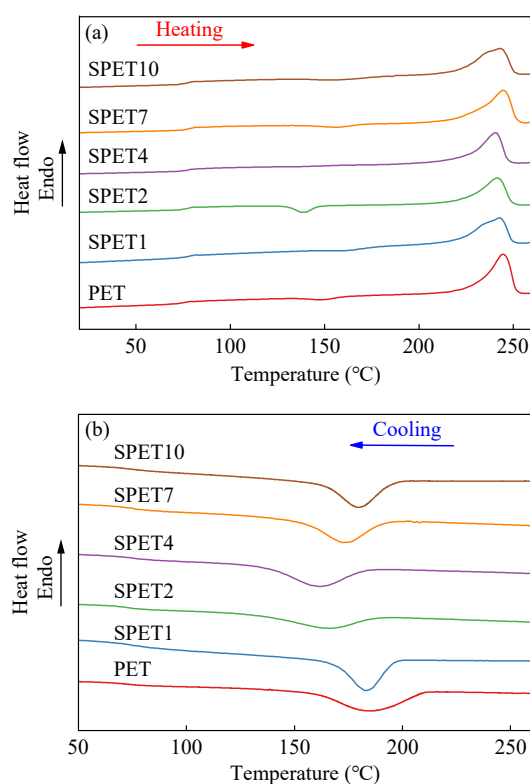 (a)
Heating
SPET10
SPET7
SPET4
SPET2
SPET1
PET
Heat flow
Endo
50 100 150 200 250
Temperature (℃)
(b)
Cooling
SPET10
SPET7
SPET4
SPET2
SPET1
PET
Heat flow
Endo
50 100 150 200 250
Temperature (℃)